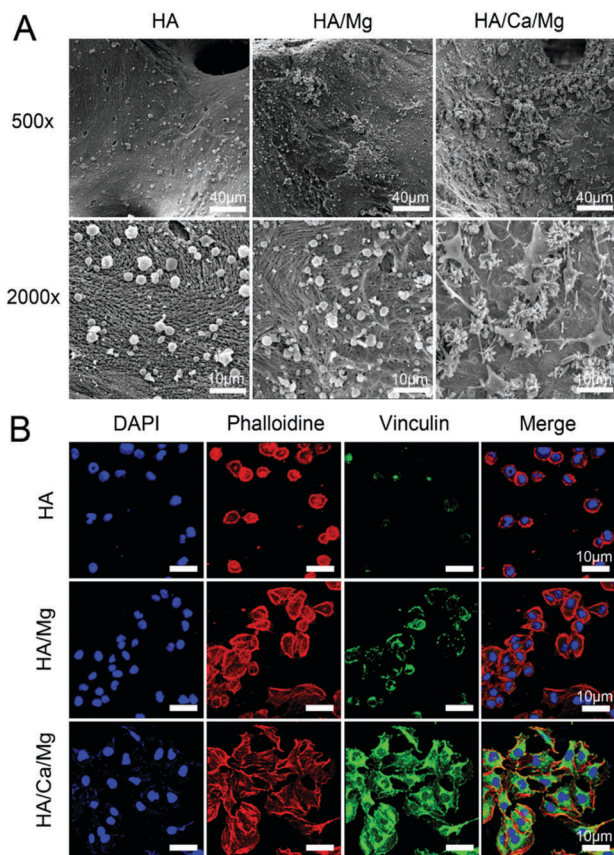 A
HA HA/Mg HA/Ca/Mg
500x
40μm 40μm 40μm
2000x
10μm 10μm 10μm
B
DAPI Phalloidine Vinculin Merge
HA
10μm
HA/Mg
10μm
HA/Ca/Mg
10μm